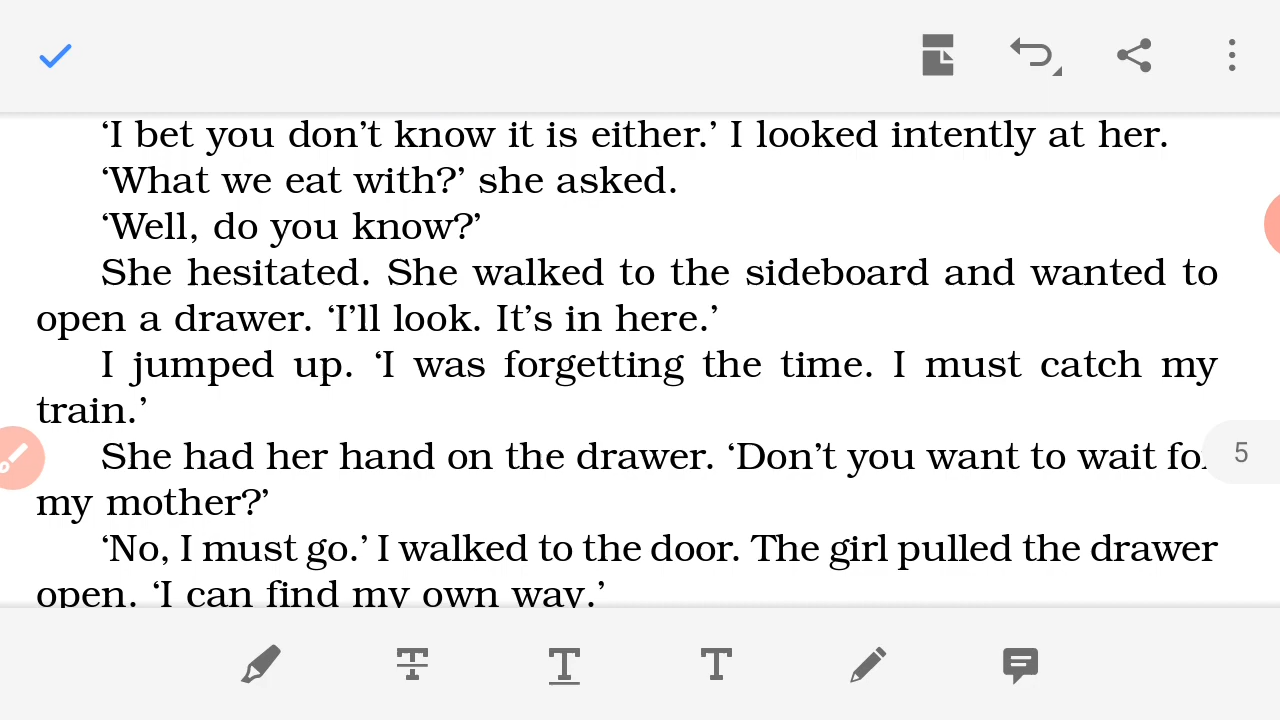 ‘I bet you don’t know it is either.’ I looked intently at her.
‘What we eat with?’ she asked.
‘Well, do you know?’
She hesitated. She walked to the sideboard and wanted to
open a drawer. ‘I’ll look. It’s in here.’
I jumped up. ‘I was forgetting the time. I must catch my
train.’
She had her hand on the drawer. ‘Don’t you want to wait for
5
my mother?’
‘No, I must go.’ I walked to the door. The girl pulled the drawer
open. ‘I can find my own way.’